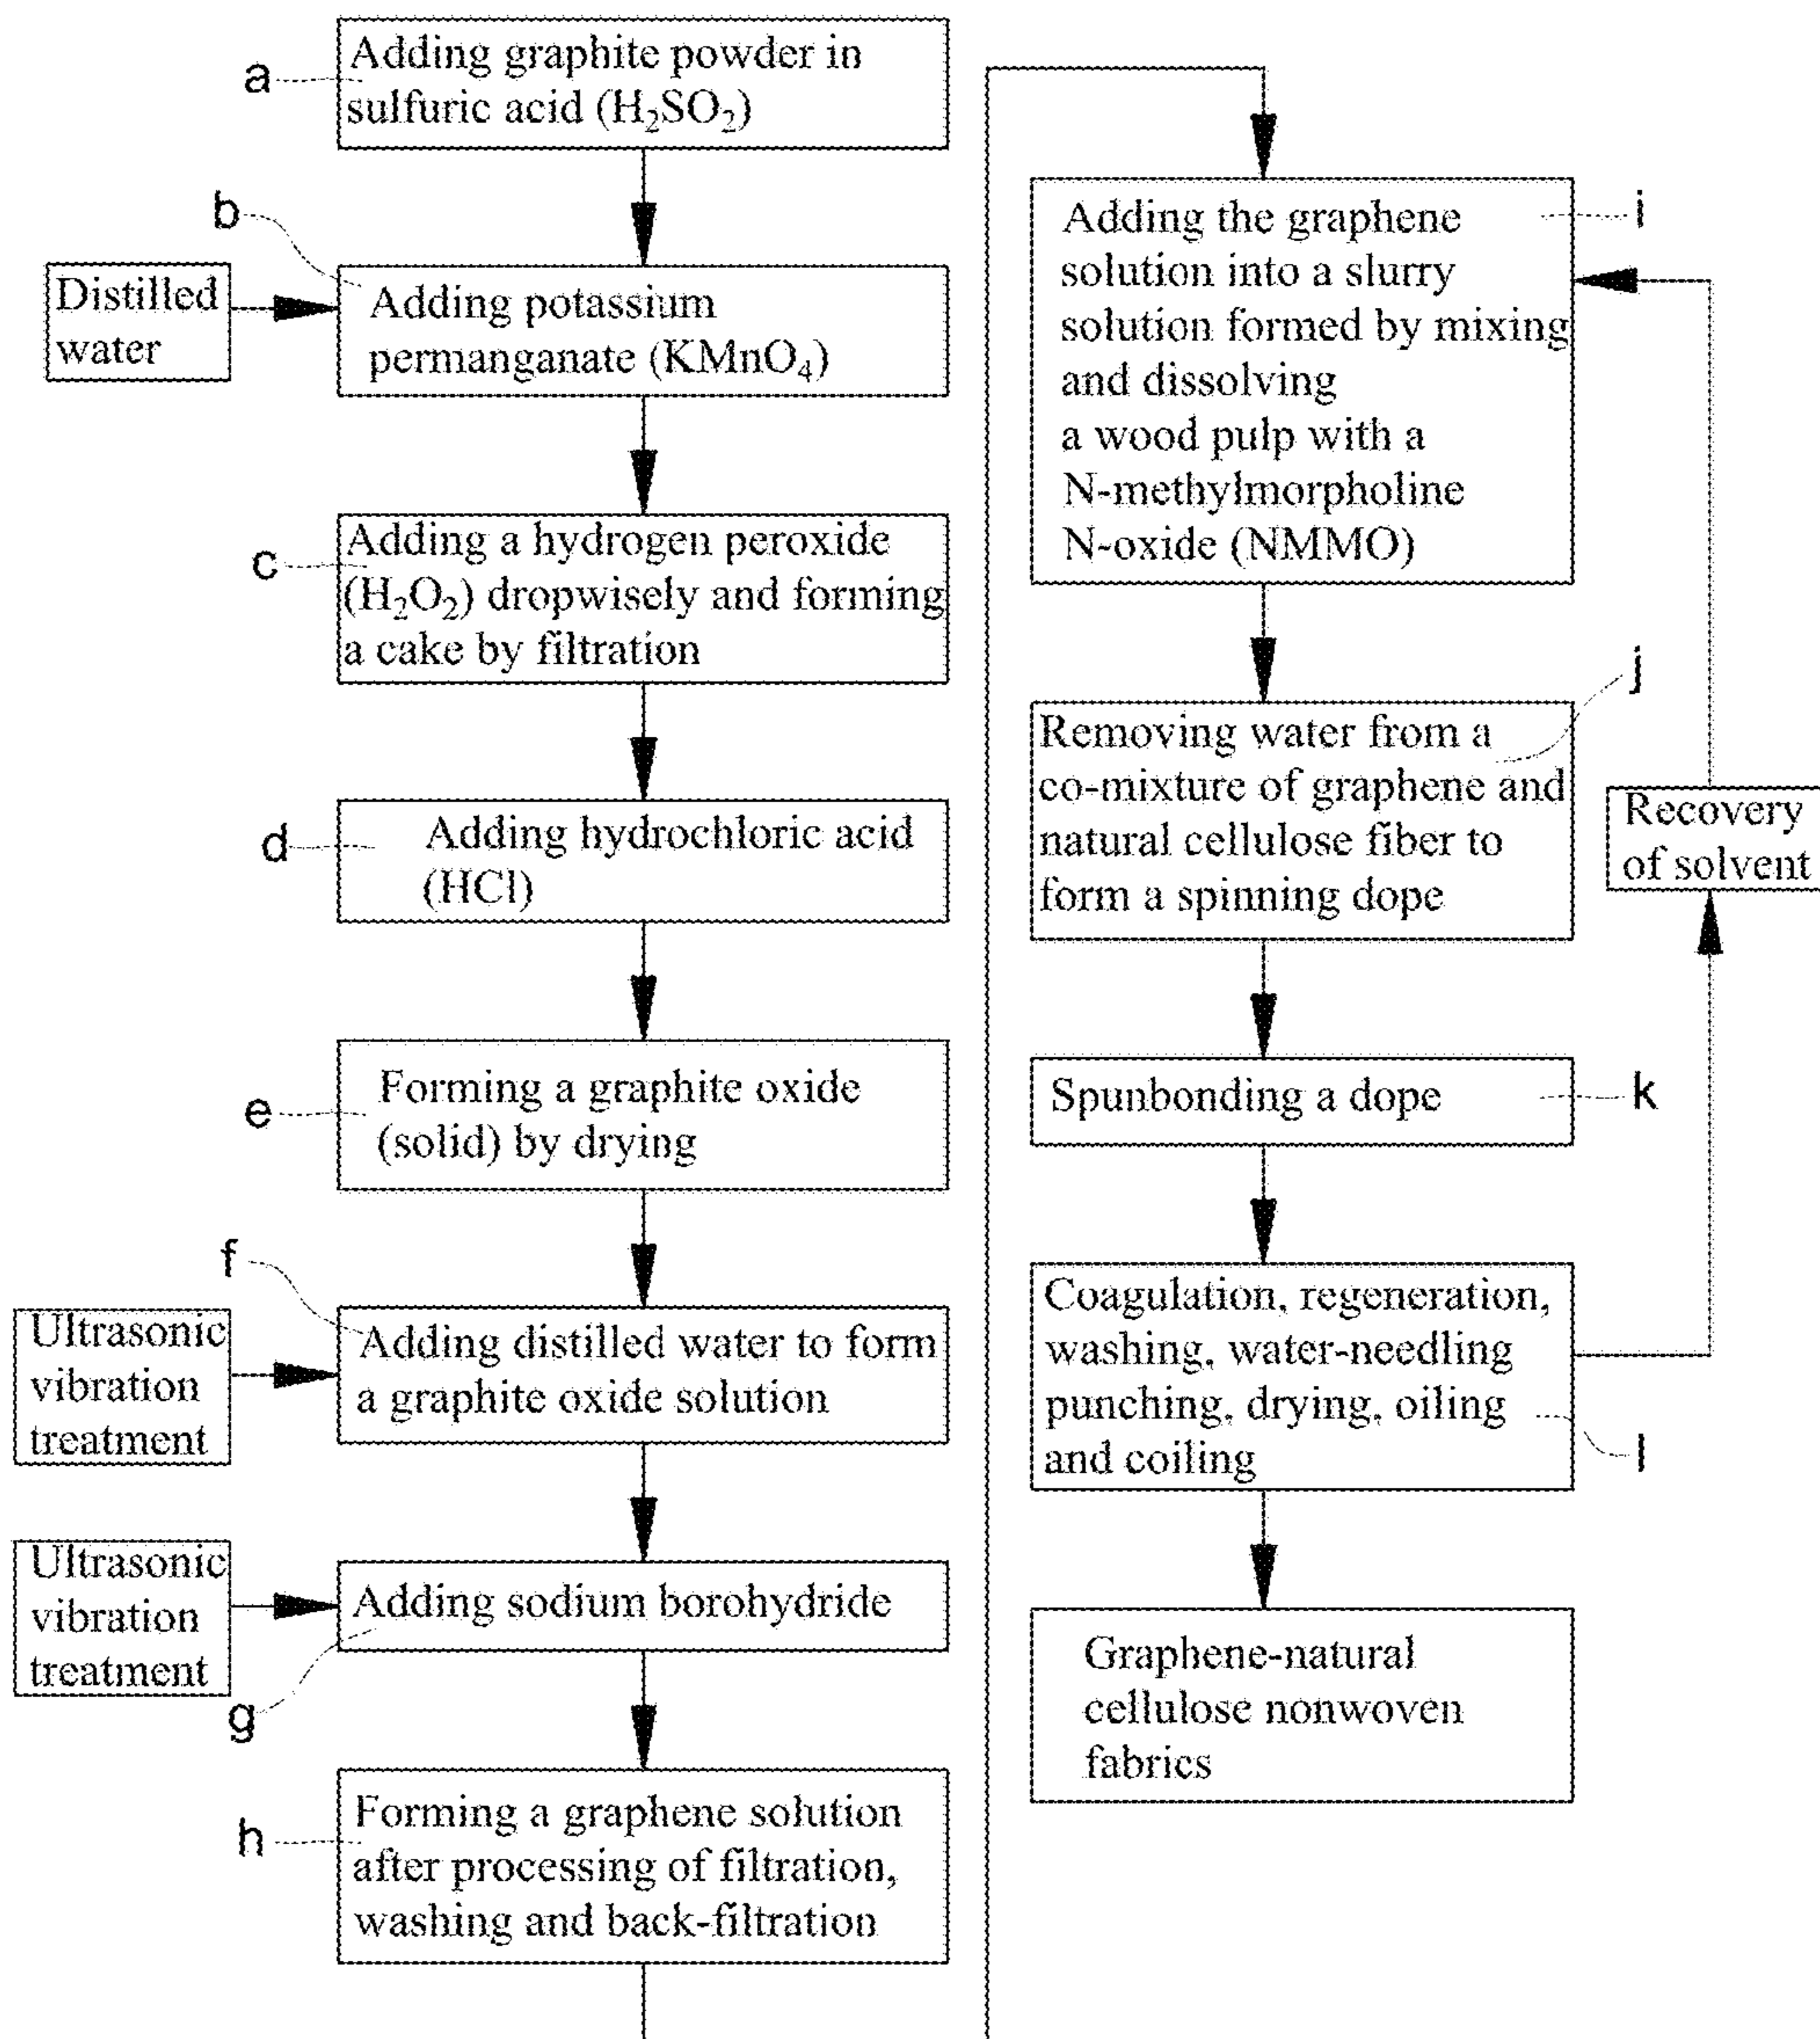 a
Adding graphite powder in
sulfuric acid (H₂SO₂)
b
Distilled
water
Adding potassium
permanganate (KMnO₄)
c
Adding a hydrogen peroxide
(H₂O₂) dropwisely and forming
a cake by filtration
d
Adding hydrochloric acid
(HCl)
e
Forming a graphite oxide
(solid) by drying
f
Ultrasonic
vibration
treatment
Adding distilled water to form
a graphite oxide solution
Ultrasonic
vibration
treatment
Adding sodium borohydride
g
h
Forming a graphene solution
after processing of filtration,
washing and back-filtration
i
Adding the graphene
solution into a slurry
solution formed by mixing
and dissolving
a wood pulp with a
N-methylmorpholine
N-oxide (NMMO)
j
Removing water from a
co-mixture of graphene and
natural cellulose fiber to
form a spinning dope
Recovery
of solvent
Spunbonding a dope
k
Coagulation, regeneration,
washing, water-needling
punching, drying, oiling
and coiling
l
Graphene-natural
cellulose nonwoven
fabrics